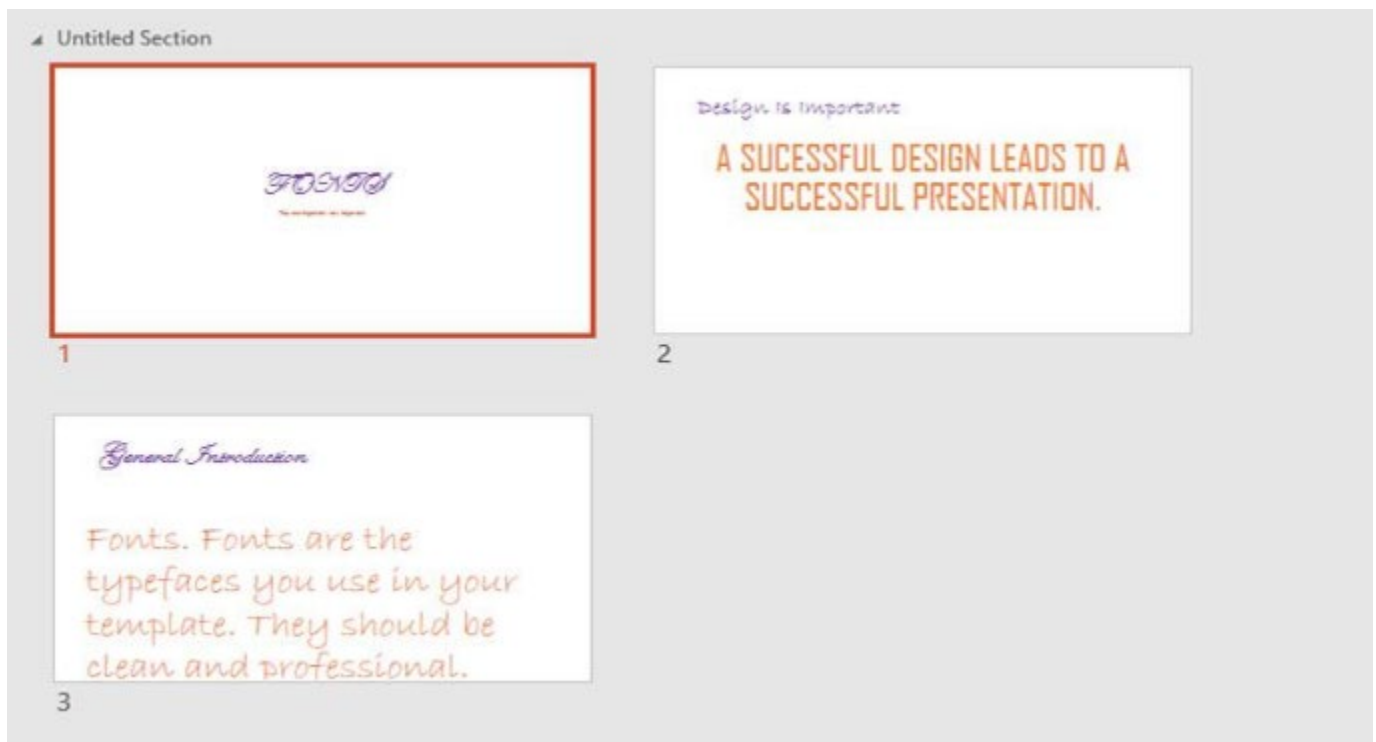 Untitled Section
FONTS
1
Design Is Important
A SUCESSFUL DESIGN LEADS TO A
SUCCESSFUL PRESENTATION.
2
General Introduction
Fonts. Fonts are the
typefaces you use in your
template. They should be
clean and professional.
3